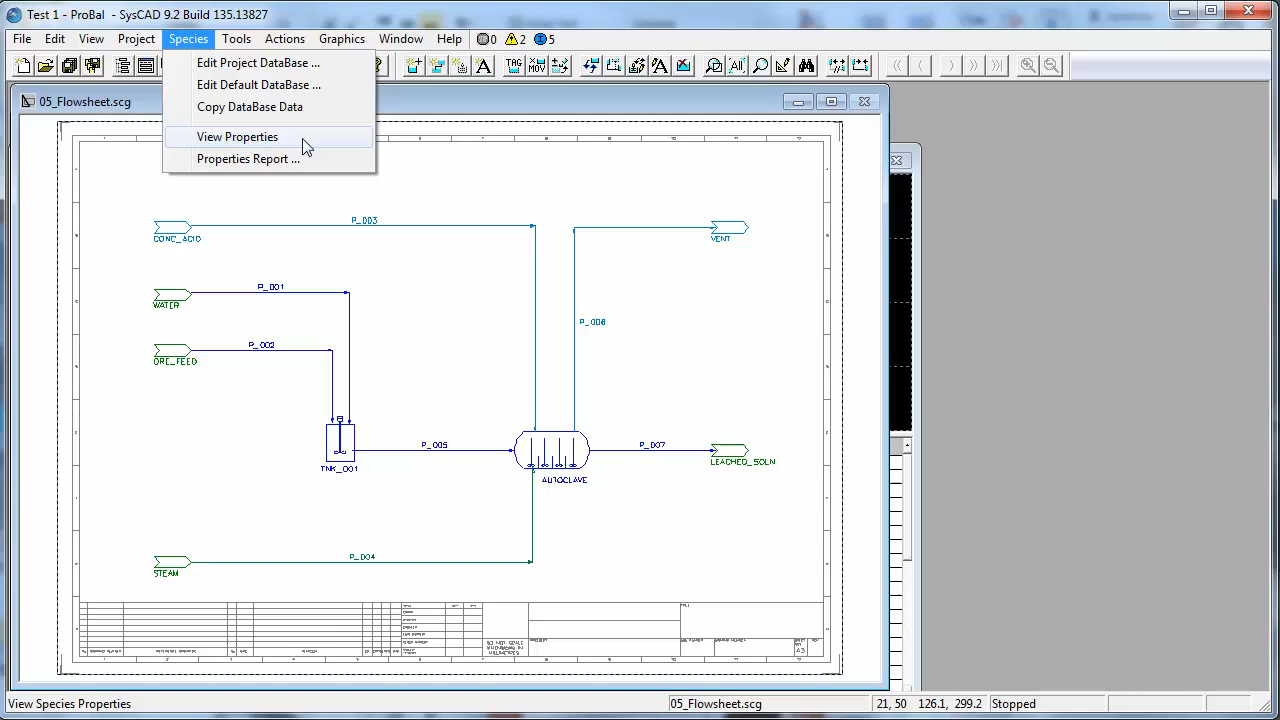 Test 1 - ProBal - SysCAD 9.2 Build 135.13827
File Edit View Project Species Tools Actions Graphics Window Help 0 2 5
Edit Project DataBase ...
Edit Default DataBase ...
Copy DataBase Data
View Properties
Properties Report ...
TAG
MOV
All
05_Flowsheet.scg
P_003
CONC_ACID
VENT
P_001
WATER
P_002
ORE_FEED
P_006
P_005
P_007
TNK_001
LEACHED_SOLN
AUTOCLAVE
P_004
STEAM
View Species Properties
05_Flowsheet.scg
21, 50 126.1, 299.2 Stopped